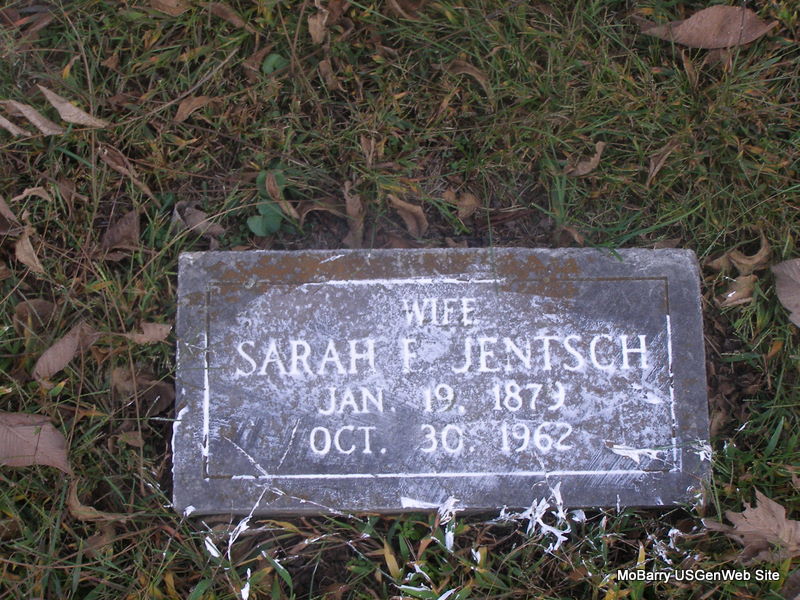 WIFE
SARAH F JENTSCH
JAN. 19. 1879
OCT. 30. 1962
MoBarry-USGenWeb Site